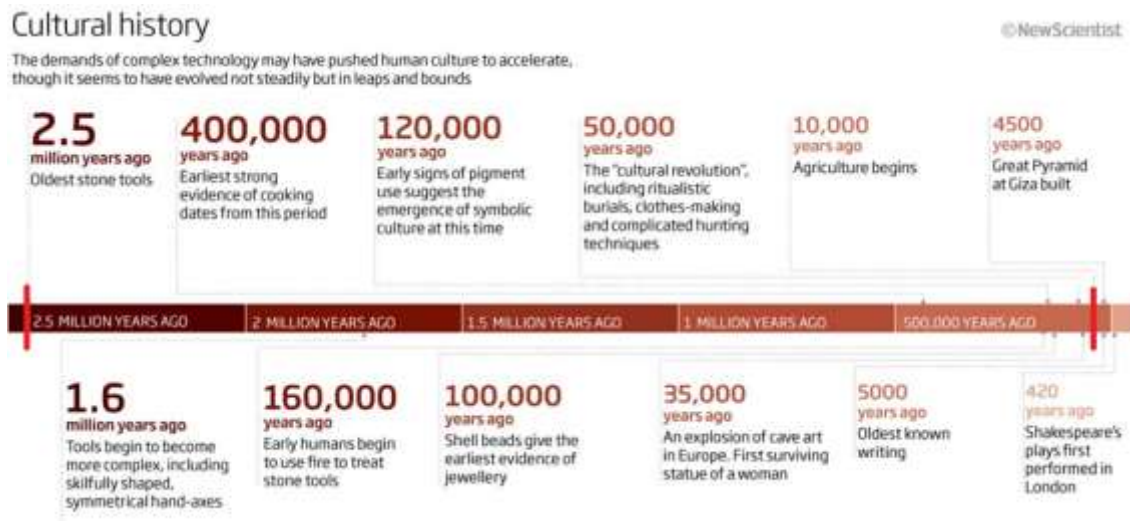 Cultural history
©NewScientist
The demands of complex technology may have pushed human culture to accelerate,
though it seems to have evolved not steadily but in leaps and bounds
2.5
million years ago
Oldest stone tools
400,000
years ago
Earliest strong
evidence of cooking
dates from this period
120,000
years ago
Early signs of pigment
use suggest the
emergence of symbolic
culture at this time
50,000
years ago
The "cultural revolution",
including ritualistic
burials, clothes-making
and complicated hunting
techniques
10,000
years ago
Agriculture begins
4500
years ago
Great Pyramid
at Giza built
2.5 MILLION YEARS AGO
2 MILLION YEARS AGO
1.5 MILLION YEARS AGO
1 MILLION YEARS AGO
500,000 YEARS AGO
1.6
million years ago
Tools begin to become
more complex, including
skilfully shaped,
symmetrical hand-axes
160,000
years ago
Early humans begin
to use fire to treat
stone tools
100,000
years ago
Shell beads give the
earliest evidence of
jewellery
35,000
years ago
An explosion of cave art
in Europe. First surviving
statue of a woman
5000
years ago
Oldest known
writing
420
years ago
Shakespeare's
plays first
performed in
London